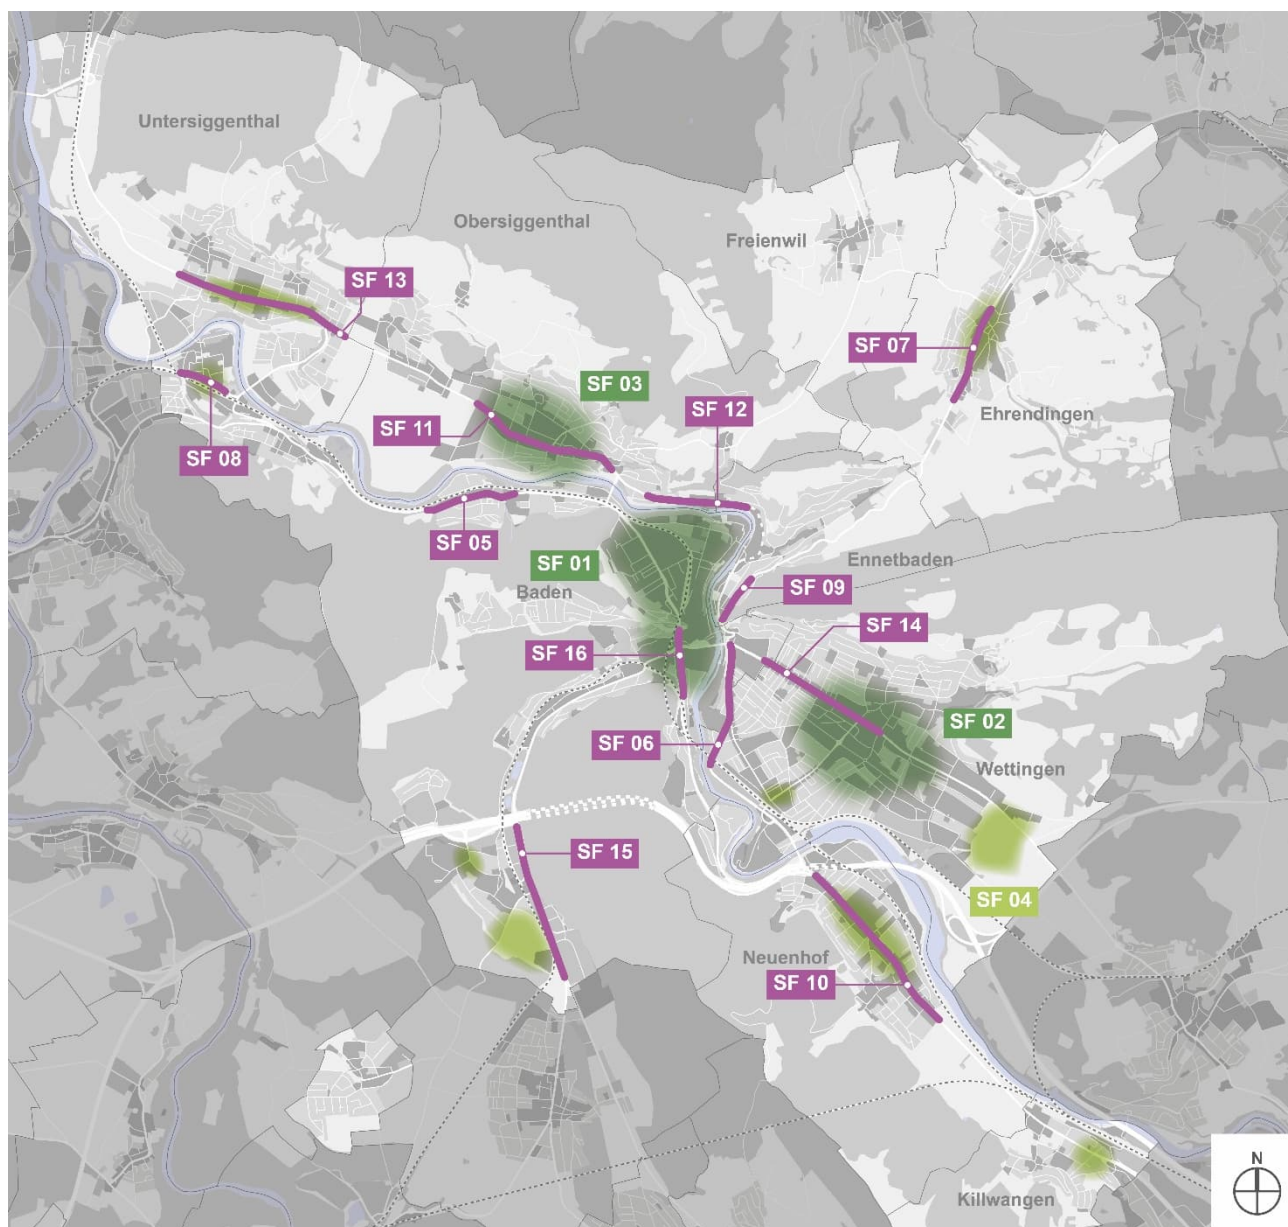 Untersiggenthal
Obersiggenthal
Freienwil
SF 13
SF 07
SF 03
SF 12
Ehrendingen
SF 11
SF 08
SF 05
SF 01
Ennetbaden
Baden
SF 09
SF 14
SF 16
SF 02
SF 06
Wettingen
SF 15
SF 04
Neuenhof
SF 10
N
Killwangen